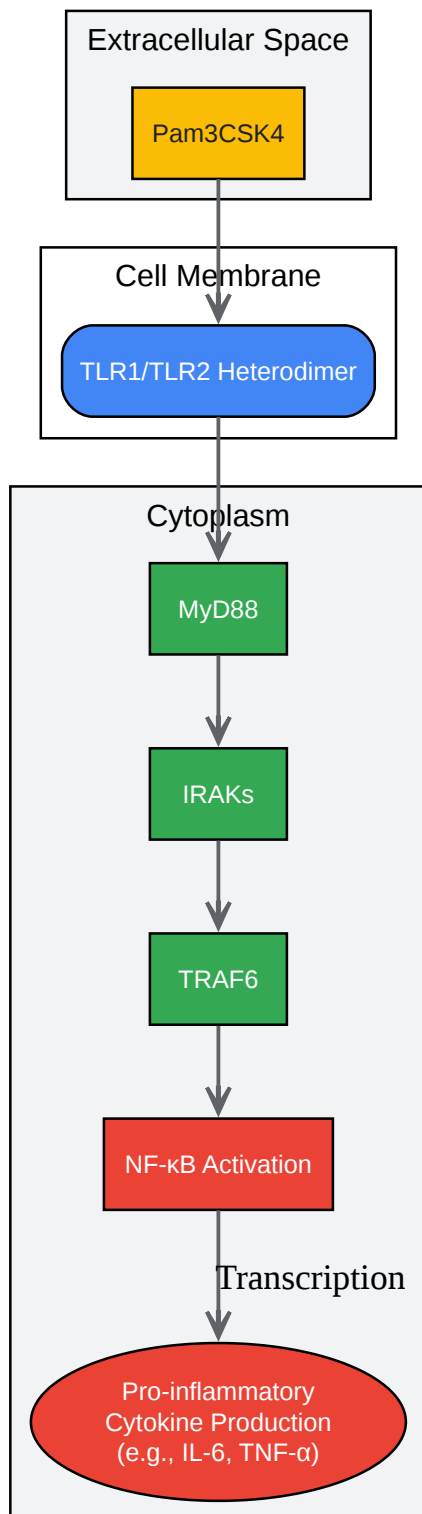 Extracellular Space
Pam3CSK4
Cell Membrane
TLR1/TLR2 Heterodimer
Cytoplasm
MyD88
IRAKs
TRAF6
NF-κB Activation
Transcription
Pro-inflammatory
Cytokine Production
(e.g., IL-6, TNF-α)